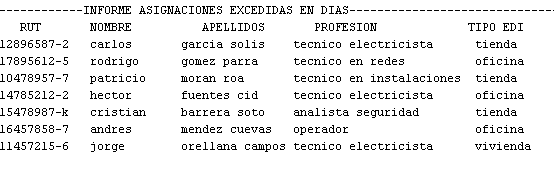 ------------INFORME ASIGNACIONES EXCEDIDAS EN DIAS---------------------------
RUT NOMBRE APELLIDOS PROFESION TIPO EDI
12896587-2 carlos garcia solis tecnico electricista tienda
17895612-5 rodrigo gomez parra tecnico en redes oficina
10478957-7 patricio moran roa tecnico en instalaciones tienda
14785212-2 hector fuentes cid tecnico electricista oficina
15478987-k cristian barrera soto analista seguridad tienda
16457858-7 andres mendez cuevas operador oficina
11457215-6 jorge orellana campos tecnico electricista vivienda